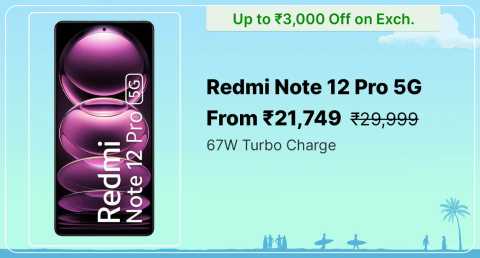 Up to ₹3,000 Off on Exch.
Redmi Note 12 Pro 5G
From ₹21,749 ₹29,999
67W Turbo Charge
Redmi
Note 12 Pro 5G